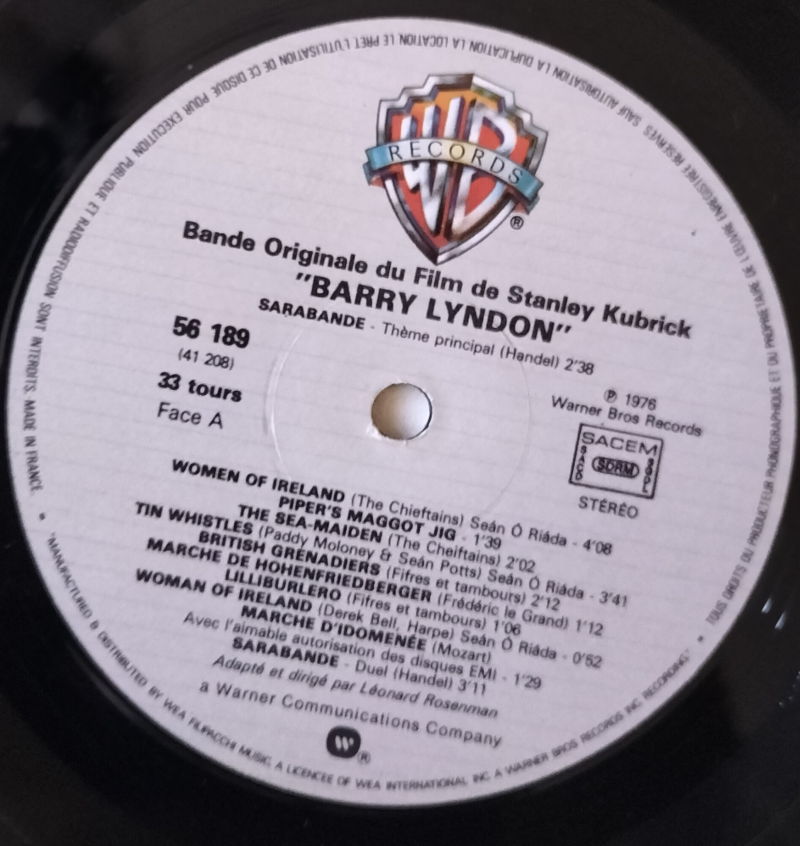 WB
RECORDS
®
Bande Originale du Film de Stanley Kubrick
"BARRY LYNDON"
SARABANDE - Thème principal (Handel) 2'38
56 189
(41 208)
33 tours
Face A
℗ 1976
Warner Bros Records
SACEM
SACD SDRM SGDL
STÉRÉO
WOMEN OF IRELAND (The Chieftains) Seán Ó Riáda - 4'08
PIPER'S MAGGOT JIG - 1'39
THE SEA-MAIDEN (The Cheiftains) 2'02
TIN WHISTLES (Paddy Moloney & Seán Potts) Seán Ó Riáda - 3'41
BRITISH GRENADIERS (Fifres et tambours) 2'12
MARCHE DE HOHENFRIEDBERGER (Frédéric le Grand) 1'12
LILLIBURLERO (Fifres et tambours) 1'06
WOMAN OF IRELAND (Derek Bell, Harpe) Seán Ó Riáda - 0'52
MARCHE D'IDOMENÉE (Mozart)
Avec l'aimable autorisation des disques EMI - 1'29
SARABANDE - Duel (Handel) 3'11
Adapté et dirigé par Léonard Rosenman
a Warner Communications Company
®
TOUS DROITS DU PRODUCTEUR PHONOGRAPHIQUE ET DU PROPRIETAIRE DE L'ŒUVRE ENREGISTREE RESERVES. SAUF AUTORISATION LA DUPLICATION LA LOCATION LE PRET L'UTILISATION DE CE DISQUE POUR EXECUTION PUBLIQUE ET RADIODIFFUSION SONT INTERDITS. MADE IN FRANCE.
"MANUFACTURED & DISTRIBUTED BY WEA FILIPACCHI MUSIC, A LICENCEE OF WEA INTERNATIONAL INC. A WARNER BROS RECORDS INC RECORDING"